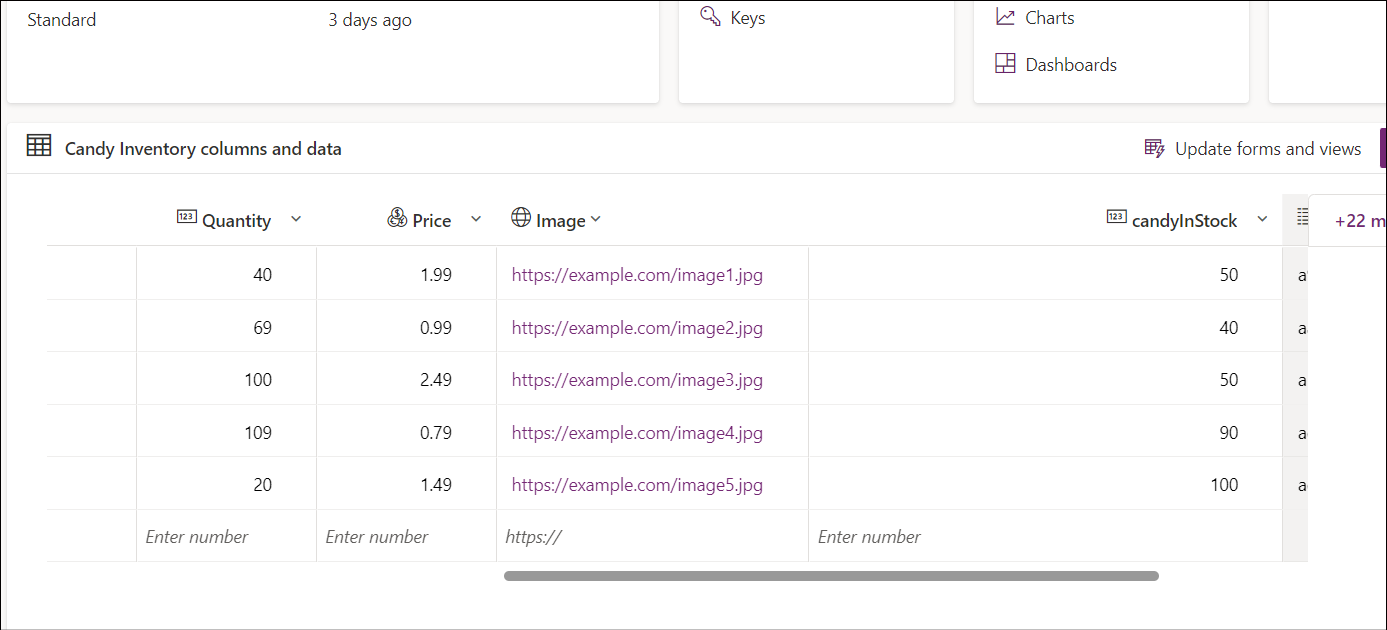 Standard 3 days ago Keys Charts
Dashboards
Candy Inventory columns and data Update forms and views
Quantity Price Image candyInStock +22 m
40 1.99 https://example.com/image1.jpg 50
69 0.99 https://example.com/image2.jpg 40
100 2.49 https://example.com/image3.jpg 50
109 0.79 https://example.com/image4.jpg 90
20 1.49 https://example.com/image5.jpg 100
Enter number Enter number https:// Enter number